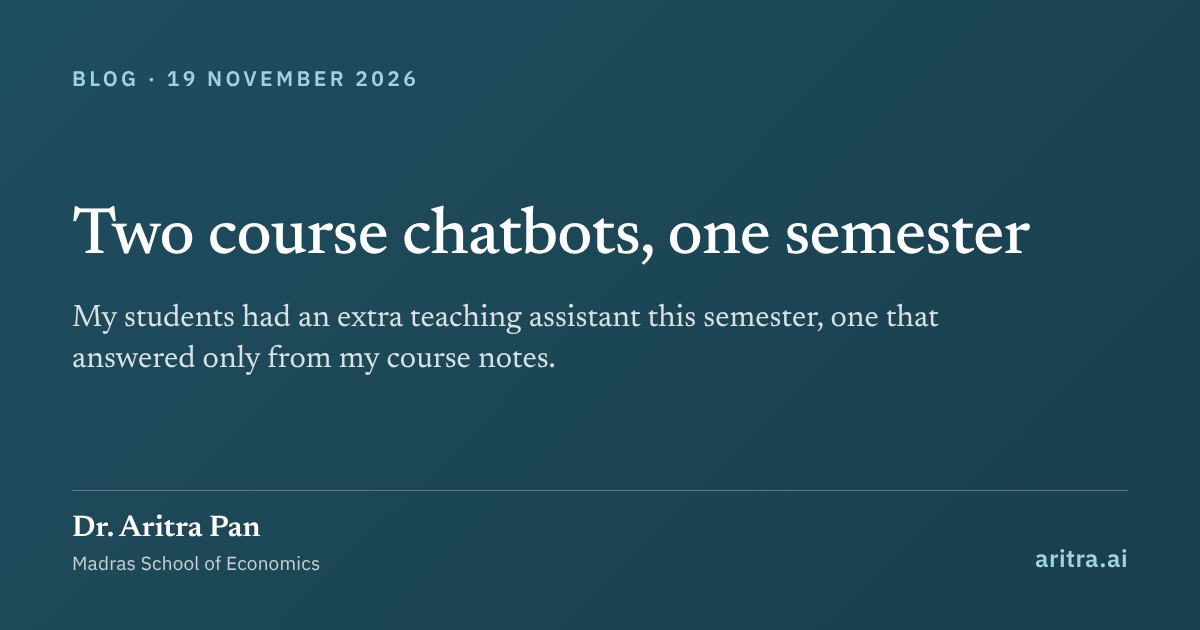 BLOG · 19 NOVEMBER 2026
Two course chatbots, one semester
My students had an extra teaching assistant this semester, one that
answered only from my course notes.
Dr. Aritra Pan
Madras School of Economics
aritra.ai